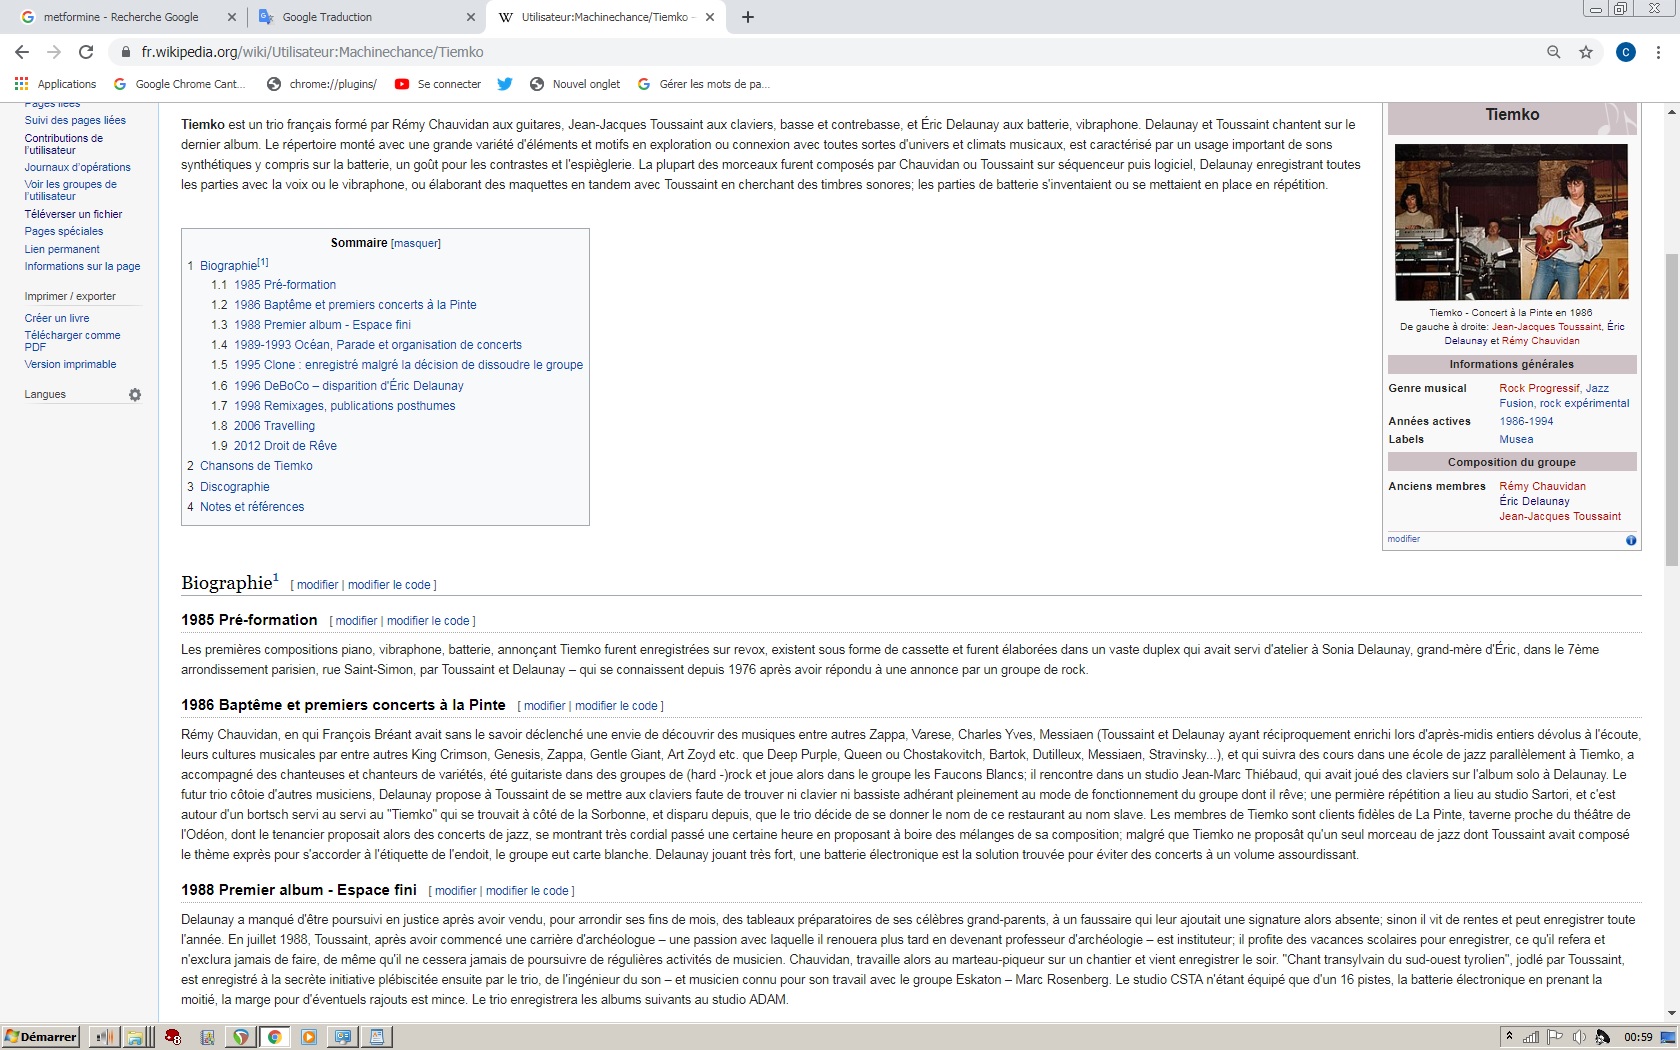 metformine - Recherche Google
Google Traduction
Utilisateur:Machinechance/Tiemko -
fr.wikipedia.org/wiki/Utilisateur:Machinechance/Tiemko
C
Applications
Google Chrome Cant...
chrome://plugins/
Se connecter
Nouvel onglet
Gérer les mots de pa...
Pages liées
Suivi des pages liées
Contributions de
l'utilisateur
Journaux d'opérations
Voir les groupes de
l'utilisateur
Téléverser un fichier
Pages spéciales
Lien permanent
Informations sur la page
Imprimer / exporter
Créer un livre
Télécharger comme
PDF
Version imprimable
Langues
Tiemko est un trio français formé par Rémy Chauvidan aux guitares, Jean-Jacques Toussaint aux claviers, basse et contrebasse, et Éric Delaunay aux batterie, vibraphone. Delaunay et Toussaint chantent sur le
dernier album. Le répertoire monté avec une grande variété d'éléments et motifs en exploration ou connexion avec toutes sortes d'univers et climats musicaux, est caractérisé par un usage important de sons
synthétiques y compris sur la batterie, un goût pour les contrastes et l'espièglerie. La plupart des morceaux furent composés par Chauvidan ou Toussaint sur séquenceur puis logiciel, Delaunay enregistrant toutes
les parties avec la voix ou le vibraphone, ou élaborant des maquettes en tandem avec Toussaint en cherchant des timbres sonores; les parties de batterie s'inventaient ou se mettaient en place en répétition.
Sommaire [masquer]
1 Biographie[1]
1.1 1985 Pré-formation
1.2 1986 Baptême et premiers concerts à la Pinte
1.3 1988 Premier album - Espace fini
1.4 1989-1993 Océan, Parade et organisation de concerts
1.5 1995 Clone : enregistré malgré la décision de dissoudre le groupe
1.6 1996 DeBoCo – disparition d'Éric Delaunay
1.7 1998 Remixages, publications posthumes
1.8 2006 Travelling
1.9 2012 Droit de Rêve
2 Chansons de Tiemko
3 Discographie
4 Notes et références
Tiemko
Tiemko - Concert à la Pinte en 1986
De gauche à droite: Jean-Jacques Toussaint, Éric
Delaunay et Rémy Chauvidan
Informations générales
Genre musical Rock Progressif, Jazz
Fusion, rock expérimental
Années actives 1986-1994
Labels Musea
Composition du groupe
Anciens membres Rémy Chauvidan
Éric Delaunay
Jean-Jacques Toussaint
modifier
Biographie1 [ modifier | modifier le code ]
1985 Pré-formation [ modifier | modifier le code ]
Les premières compositions piano, vibraphone, batterie, annonçant Tiemko furent enregistrées sur revox, existent sous forme de cassette et furent élaborées dans un vaste duplex qui avait servi d'atelier à Sonia Delaunay, grand-mère d'Éric, dans le 7ème
arrondissement parisien, rue Saint-Simon, par Toussaint et Delaunay – qui se connaissent depuis 1976 après avoir répondu à une annonce par un groupe de rock.
1986 Baptême et premiers concerts à la Pinte [ modifier | modifier le code ]
Rémy Chauvidan, en qui François Bréant avait sans le savoir déclenché une envie de découvrir des musiques entre autres Zappa, Varese, Charles Yves, Messiaen (Toussaint et Delaunay ayant réciproquement enrichi lors d'après-midis entiers dévolus à l'écoute,
leurs cultures musicales par entre autres King Crimson, Genesis, Zappa, Gentle Giant, Art Zoyd etc. que Deep Purple, Queen ou Chostakovitch, Bartok, Dutilleux, Messiaen, Stravinsky...), et qui suivra des cours dans une école de jazz parallèlement à Tiemko, a
accompagné des chanteuses et chanteurs de variétés, été guitariste dans des groupes de (hard -)rock et joue alors dans le groupe les Faucons Blancs; il rencontre dans un studio Jean-Marc Thiébaud, qui avait joué des claviers sur l'album solo à Delaunay. Le
futur trio côtoie d'autres musiciens, Delaunay propose à Toussaint de se mettre aux claviers faute de trouver ni clavier ni bassiste adhérant pleinement au mode de fonctionnement du groupe dont il rêve; une permière répétition a lieu au studio Sartori, et c'est
autour d'un bortsch servi au servi au "Tiemko" qui se trouvait à côté de la Sorbonne, et disparu depuis, que le trio décide de se donner le nom de ce restaurant au nom slave. Les membres de Tiemko sont clients fidèles de La Pinte, taverne proche du théâtre de
l'Odéon, dont le tenancier proposait alors des concerts de jazz, se montrant très cordial passé une certaine heure en proposant à boire des mélanges de sa composition; malgré que Tiemko ne proposât qu'un seul morceau de jazz dont Toussaint avait composé
le thème exprès pour s'accorder à l'étiquette de l'endoit, le groupe eut carte blanche. Delaunay jouant très fort, une batterie électronique est la solution trouvée pour éviter des concerts à un volume assourdissant.
1988 Premier album - Espace fini [ modifier | modifier le code ]
Delaunay a manqué d'être poursuivi en justice après avoir vendu, pour arrondir ses fins de mois, des tableaux préparatoires de ses célèbres grand-parents, à un faussaire qui leur ajoutait une signature alors absente; sinon il vit de rentes et peut enregistrer toute
l'année. En juillet 1988, Toussaint, après avoir commencé une carrière d'archéologue – une passion avec laquelle il renouera plus tard en devenant professeur d'archéologie – est instituteur; il profite des vacances scolaires pour enregistrer, ce qu'il refera et
n'exclura jamais de faire, de même qu'il ne cessera jamais de poursuivre de régulières activités de musicien. Chauvidan, travaille alors au marteau-piqueur sur un chantier et vient enregistrer le soir. "Chant transylvain du sud-ouest tyrolien", jodlé par Toussaint,
est enregistré à la secrète initiative plébiscitée ensuite par le trio, de l'ingénieur du son – et musicien connu pour son travail avec le groupe Eskaton – Marc Rosenberg. Le studio CSTA n'étant équipé que d'un 16 pistes, la batterie électronique en prenant la
moitié, la marge pour d'éventuels rajouts est mince. Le trio enregistrera les albums suivants au studio ADAM.
Démarrer
00:59